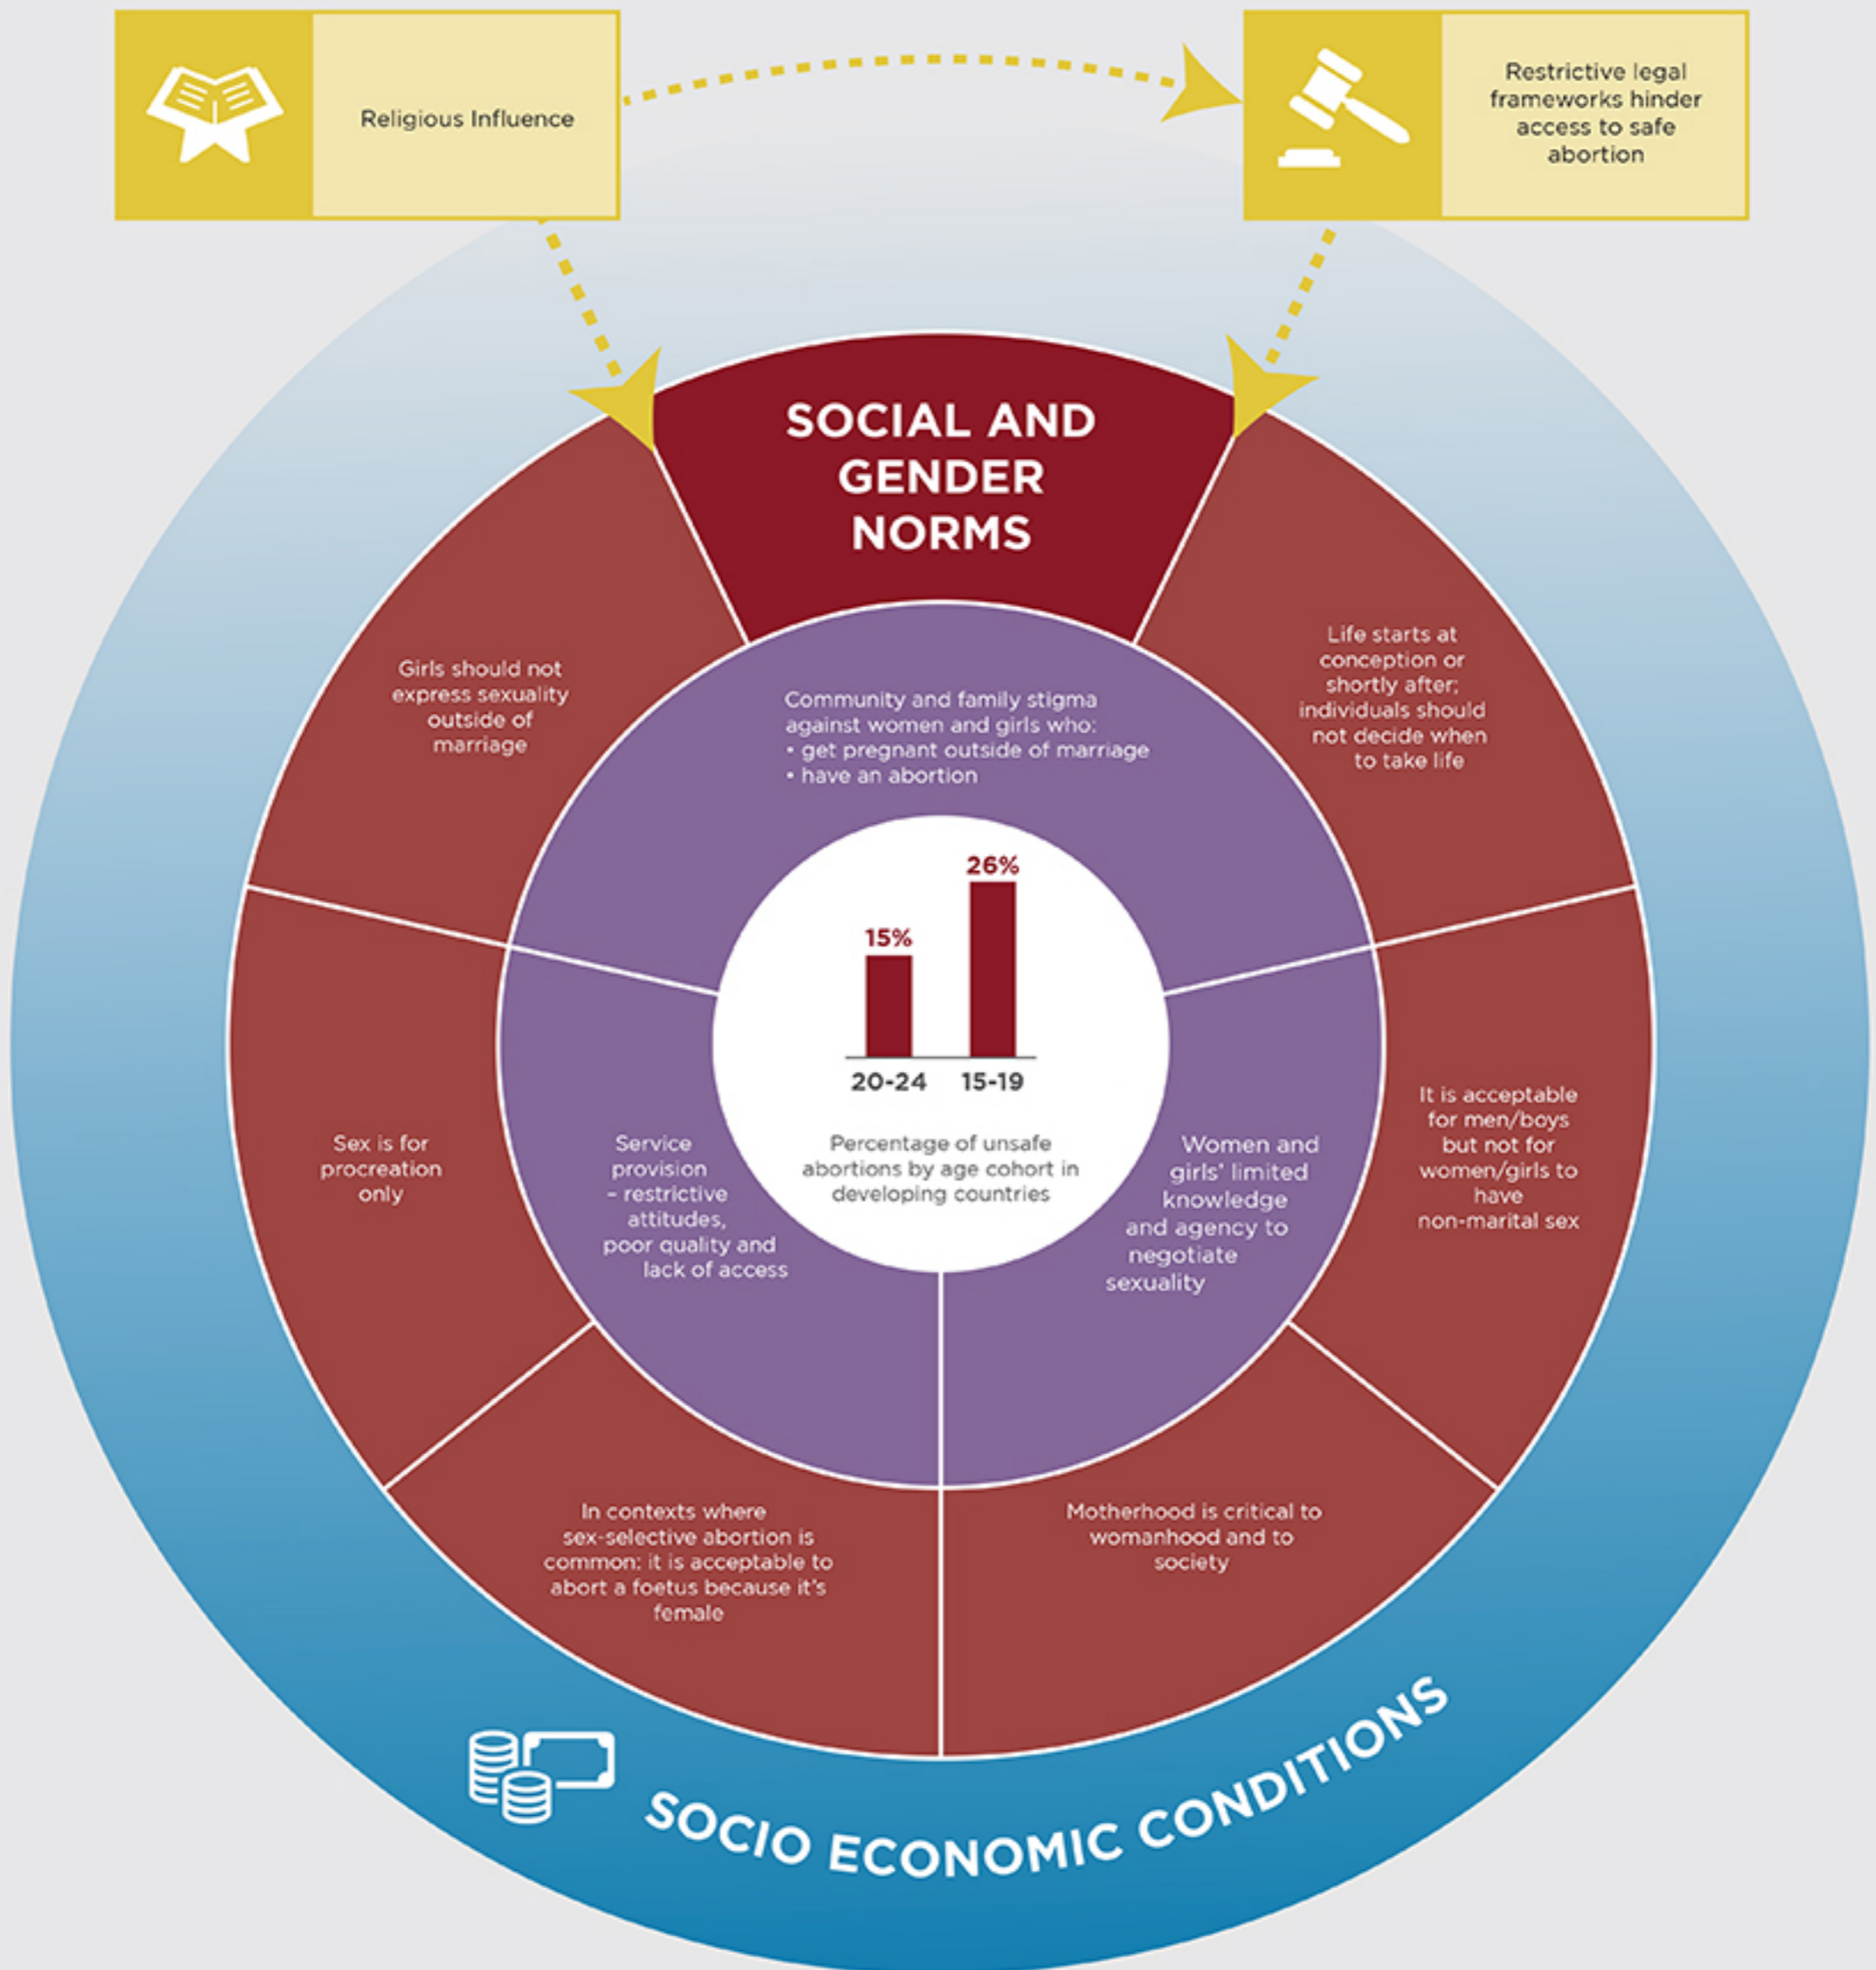 Religious Influence
Restrictive legal
frameworks hinder
access to safe
abortion
SOCIAL AND
GENDER
NORMS
Girls should not
express sexuality
outside of
marriage
Life starts at
conception or
shortly after;
individuals should
not decide when
to take life
Community and family stigma
against women and girls who:
• get pregnant outside of marriage
• have an abortion
26%
15%
20-24 15-19
Percentage of unsafe
abortions by age cohort in
developing countries
Sex is for
procreation
only
Service
provision
– restrictive
attitudes,
poor quality and
lack of access
Women and
girls' limited
knowledge
and agency to
negotiate
sexuality
It is acceptable
for men/boys
but not for
women/girls to
have
non-marital sex
In contexts where
sex-selective abortion is
common: it is acceptable to
abort a foetus because it's
female
Motherhood is critical to
womanhood and to
society
SOCIO ECONOMIC CONDITIONS